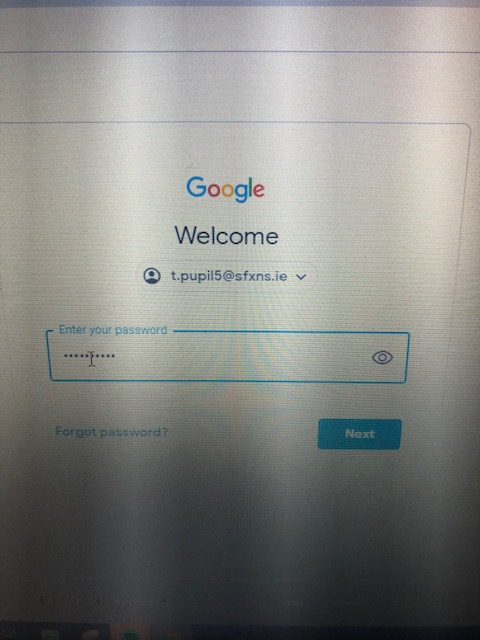 Google
Welcome
t.pupil5@sfxns.ie
Enter your password
Forgot password?
Next